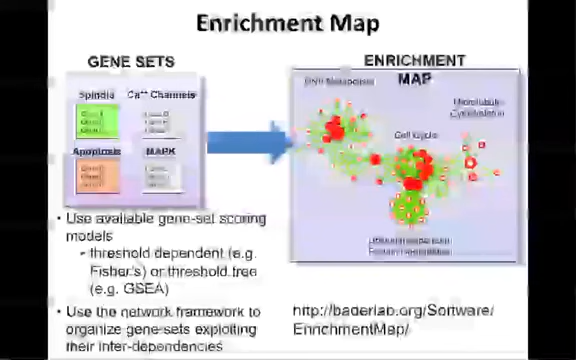 Enrichment Map
GENE SETS
Spindle
Ca++ Channels
Apoptosis
MAPK
ENRICHMENT
MAP
DNA Metabolism
Microtubule
Cytoskeleton
Cell Cycle
• Use available gene-set scoring
models
- threshold dependent (e.g.
Fisher's) or threshold free
(e.g. GSEA)
• Use the network framework to
organize gene-sets exploiting
their inter-dependencies
http://baderlab.org/Software/
EnrichmentMap/